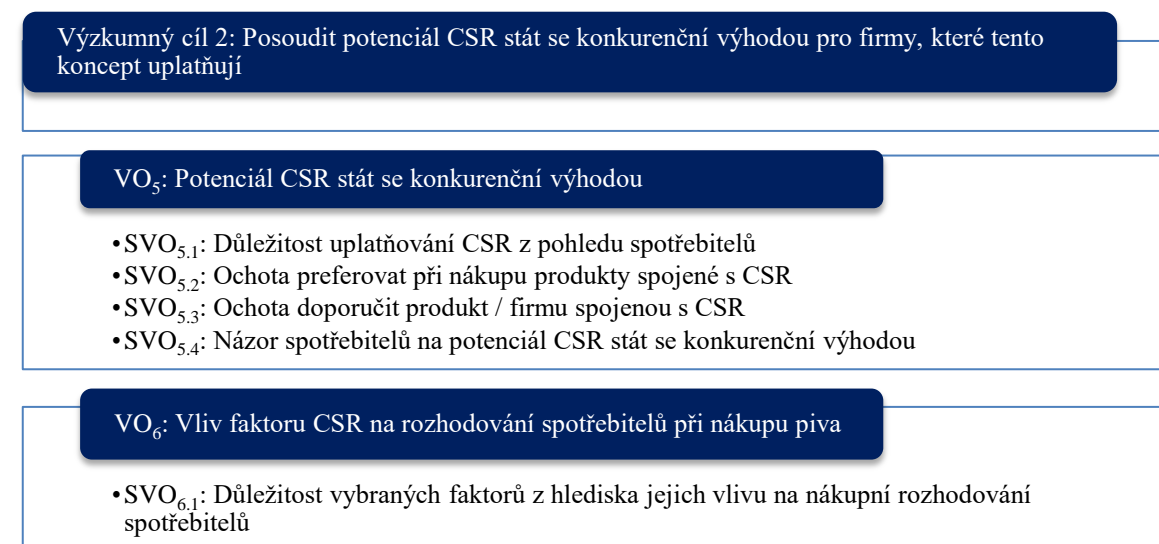 Výzkumný cíl 2: Posoudit potenciál CSR stát se konkurenční výhodou pro firmy, které tento
koncept uplatňují
VO5: Potenciál CSR stát se konkurenční výhodou
•SVO5.1: Důležitost uplatňování CSR z pohledu spotřebitelů
•SVO5.2: Ochota preferovat při nákupu produkty spojené s CSR
•SVO5.3: Ochota doporučit produkt / firmu spojenou s CSR
•SVO5.4: Názor spotřebitelů na potenciál CSR stát se konkurenční výhodou
VO6: Vliv faktoru CSR na rozhodování spotřebitelů při nákupu piva
•SVO6.1: Důležitost vybraných faktorů z hlediska jejich vlivu na nákupní rozhodování
spotřebitelů